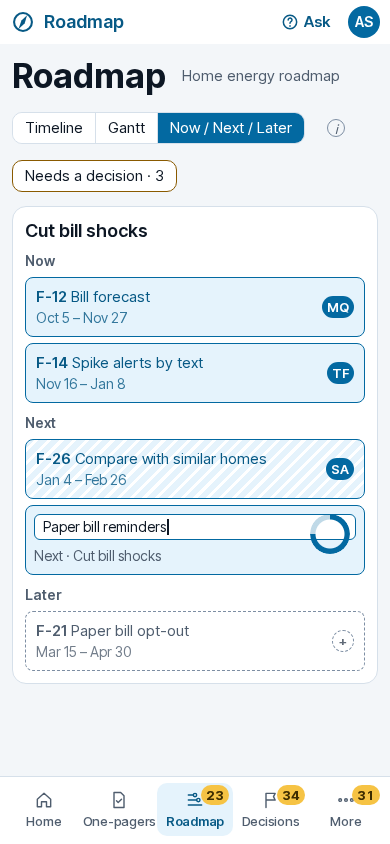 Roadmap
Ask
AS
Roadmap
Home energy roadmap
Timeline
Gantt
Now / Next / Later
i
Needs a decision · 3
Cut bill shocks
Now
F-12 Bill forecast
Oct 5 – Nov 27
MQ
F-14 Spike alerts by text
Nov 16 – Jan 8
TF
Next
F-26 Compare with similar homes
Jan 4 – Feb 26
SA
Paper bill reminders
Next · Cut bill shocks
Later
F-21 Paper bill opt-out
Mar 15 – Apr 30
+
23
34
31
Home
One-pagers
Roadmap
Decisions
More